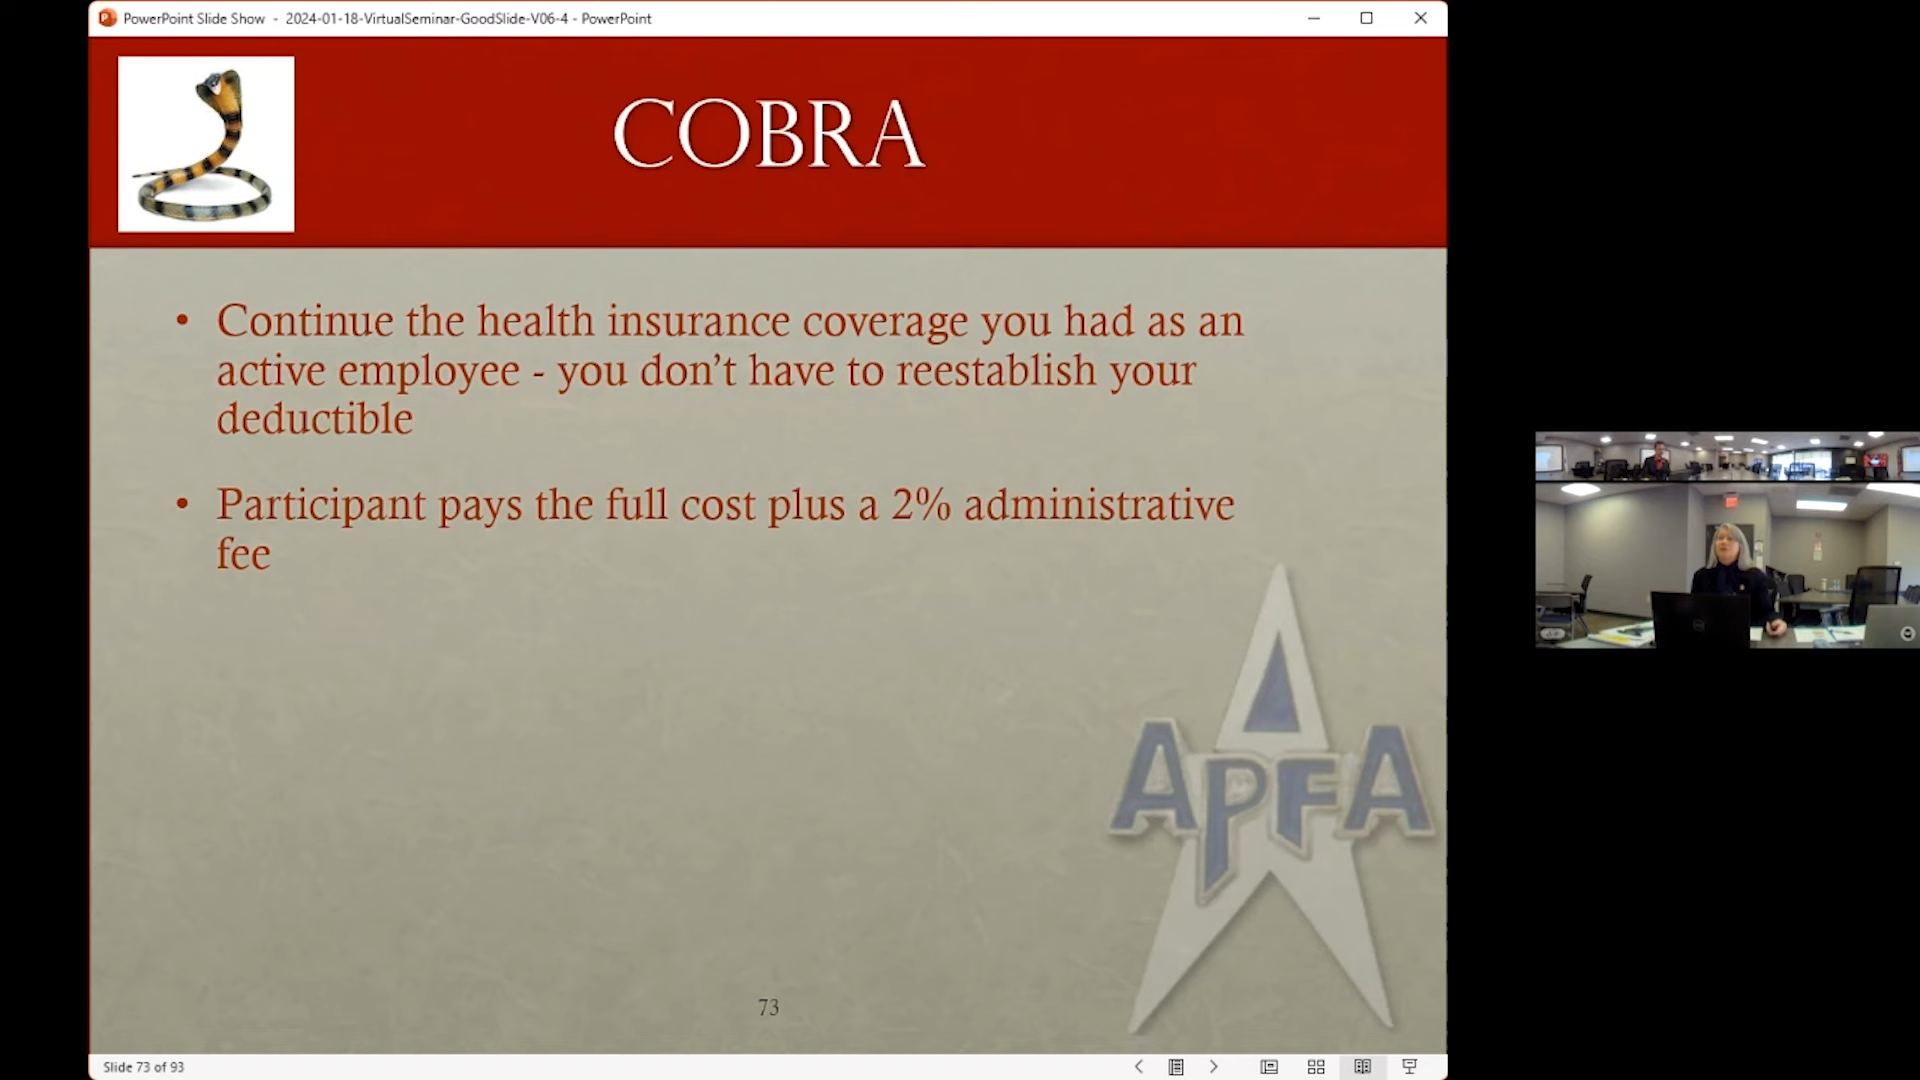 PowerPoint Slide Show - 2024-01-18-VirtualSeminar-GoodSlide-V06-4 - PowerPoint
COBRA
• Continue the health insurance coverage you had as an
active employee - you don't have to reestablish your
deductible
• Participant pays the full cost plus a 2% administrative
fee
APFA
73
Slide 73 of 93